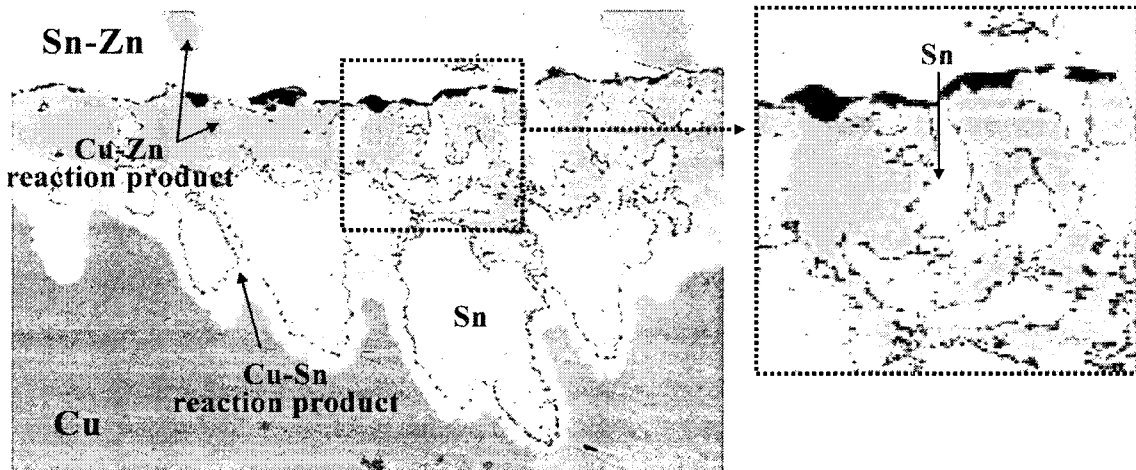 Sn-Zn
Sn
Cu-Zn
reaction product
Sn
Cu-Sn
reaction product
Cu